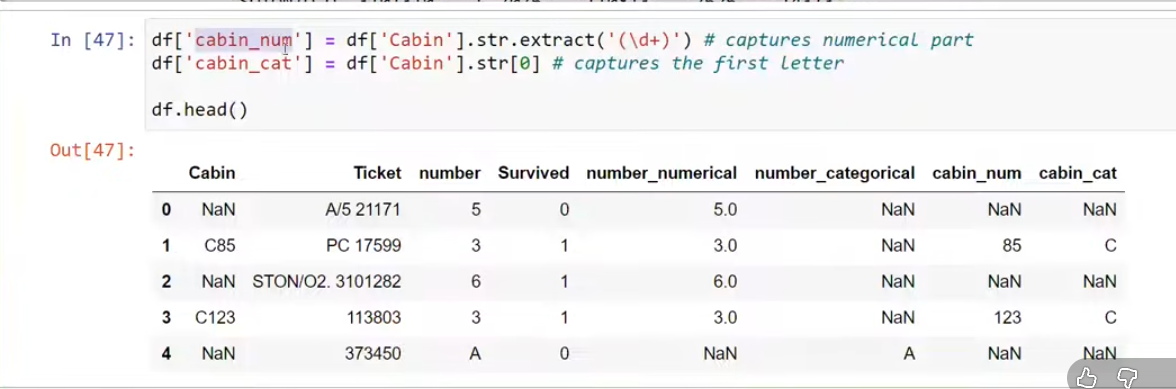 In [47]: df['cabin_num'] = df['Cabin'].str.extract('(\d+)') # captures numerical part
df['cabin_cat'] = df['Cabin'].str[0] # captures the first letter
df.head()
Out[47]:
Cabin Ticket number Survived number_numerical number_categorical cabin_num cabin_cat
0 NaN A/5 21171 5 0 5.0 NaN NaN NaN
1 C85 PC 17599 3 1 3.0 NaN 85 C
2 NaN STON/O2. 3101282 6 1 6.0 NaN NaN NaN
3 C123 113803 3 1 3.0 NaN 123 C
4 NaN 373450 A 0 NaN A NaN NaN